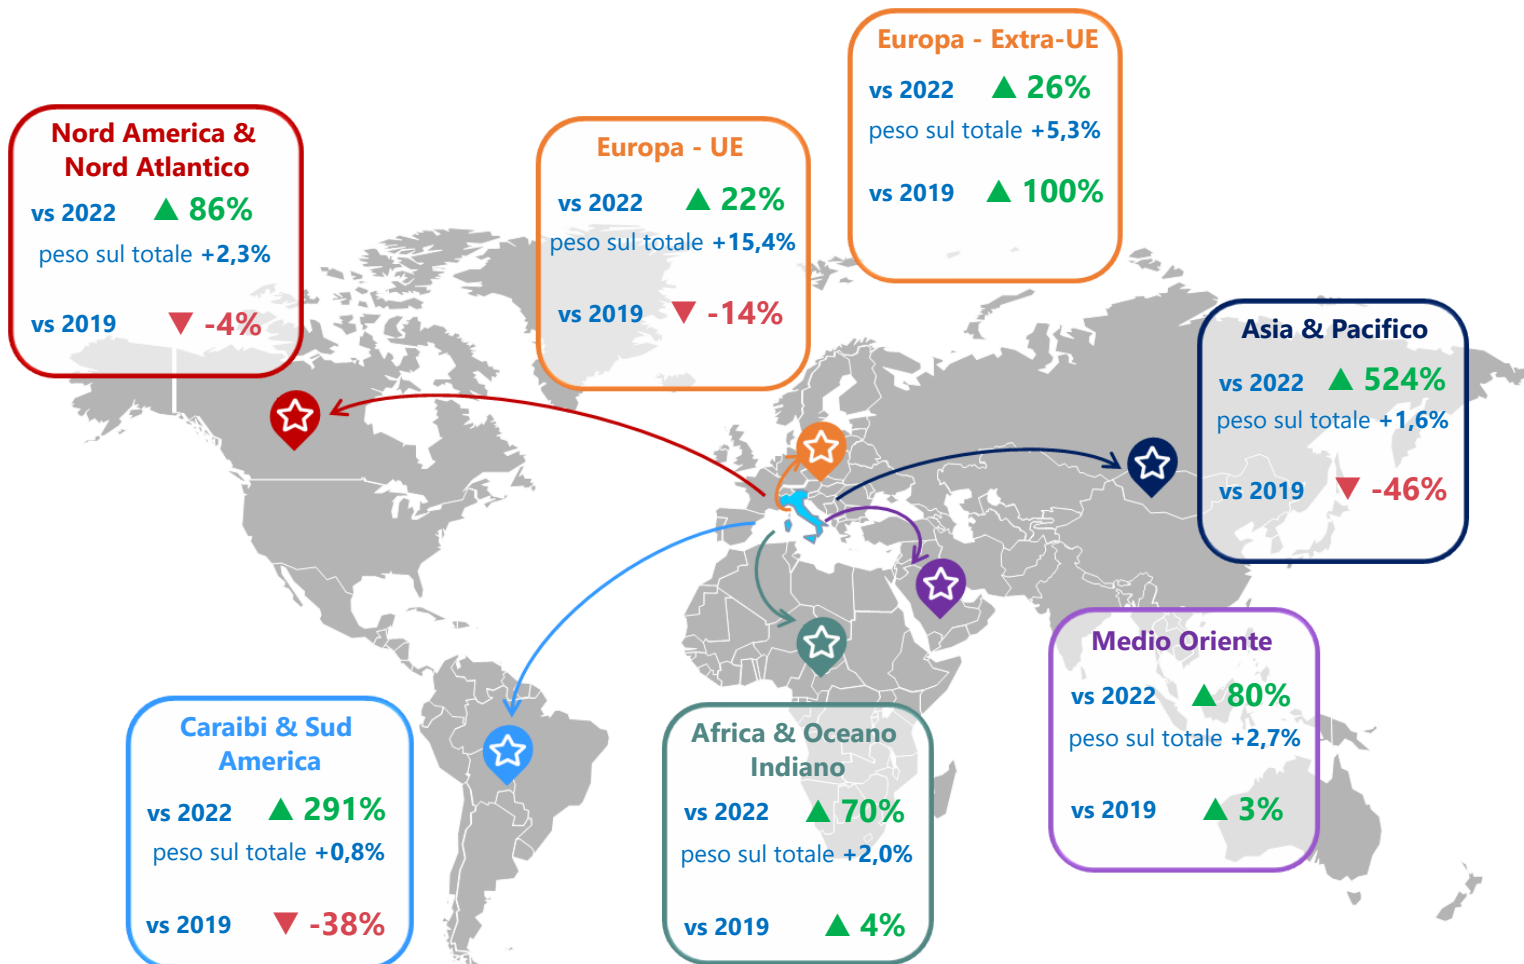 Europa - Extra-UE
vs 2022 ▲ 26%
peso sul totale +5,3%
vs 2019 ▲ 100%
Nord America &
Nord Atlantico
vs 2022 ▲ 86%
peso sul totale +2,3%
vs 2019 ▼ -4%
Europa - UE
vs 2022 ▲ 22%
peso sul totale +15,4%
vs 2019 ▼ -14%
Asia & Pacifico
vs 2022 ▲ 524%
peso sul totale +1,6%
vs 2019 ▼ -46%
Medio Oriente
vs 2022 ▲ 80%
peso sul totale +2,7%
vs 2019 ▲ 3%
Caraibi & Sud
America
vs 2022 ▲ 291%
peso sul totale +0,8%
vs 2019 ▼ -38%
Africa & Oceano
Indiano
vs 2022 ▲ 70%
peso sul totale +2,0%
vs 2019 ▲ 4%